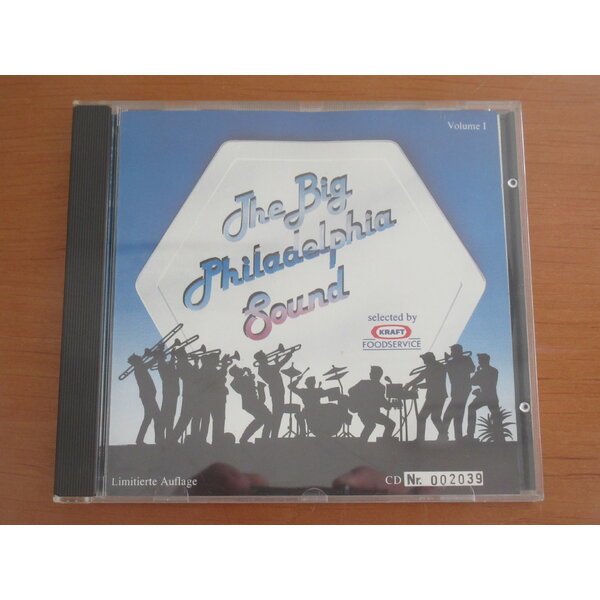 Volume I
The Big
Philadelphia
Sound
selected by
KRAFT
FOODSERVICE
Limitierte Auflage
CD Nr. 002039